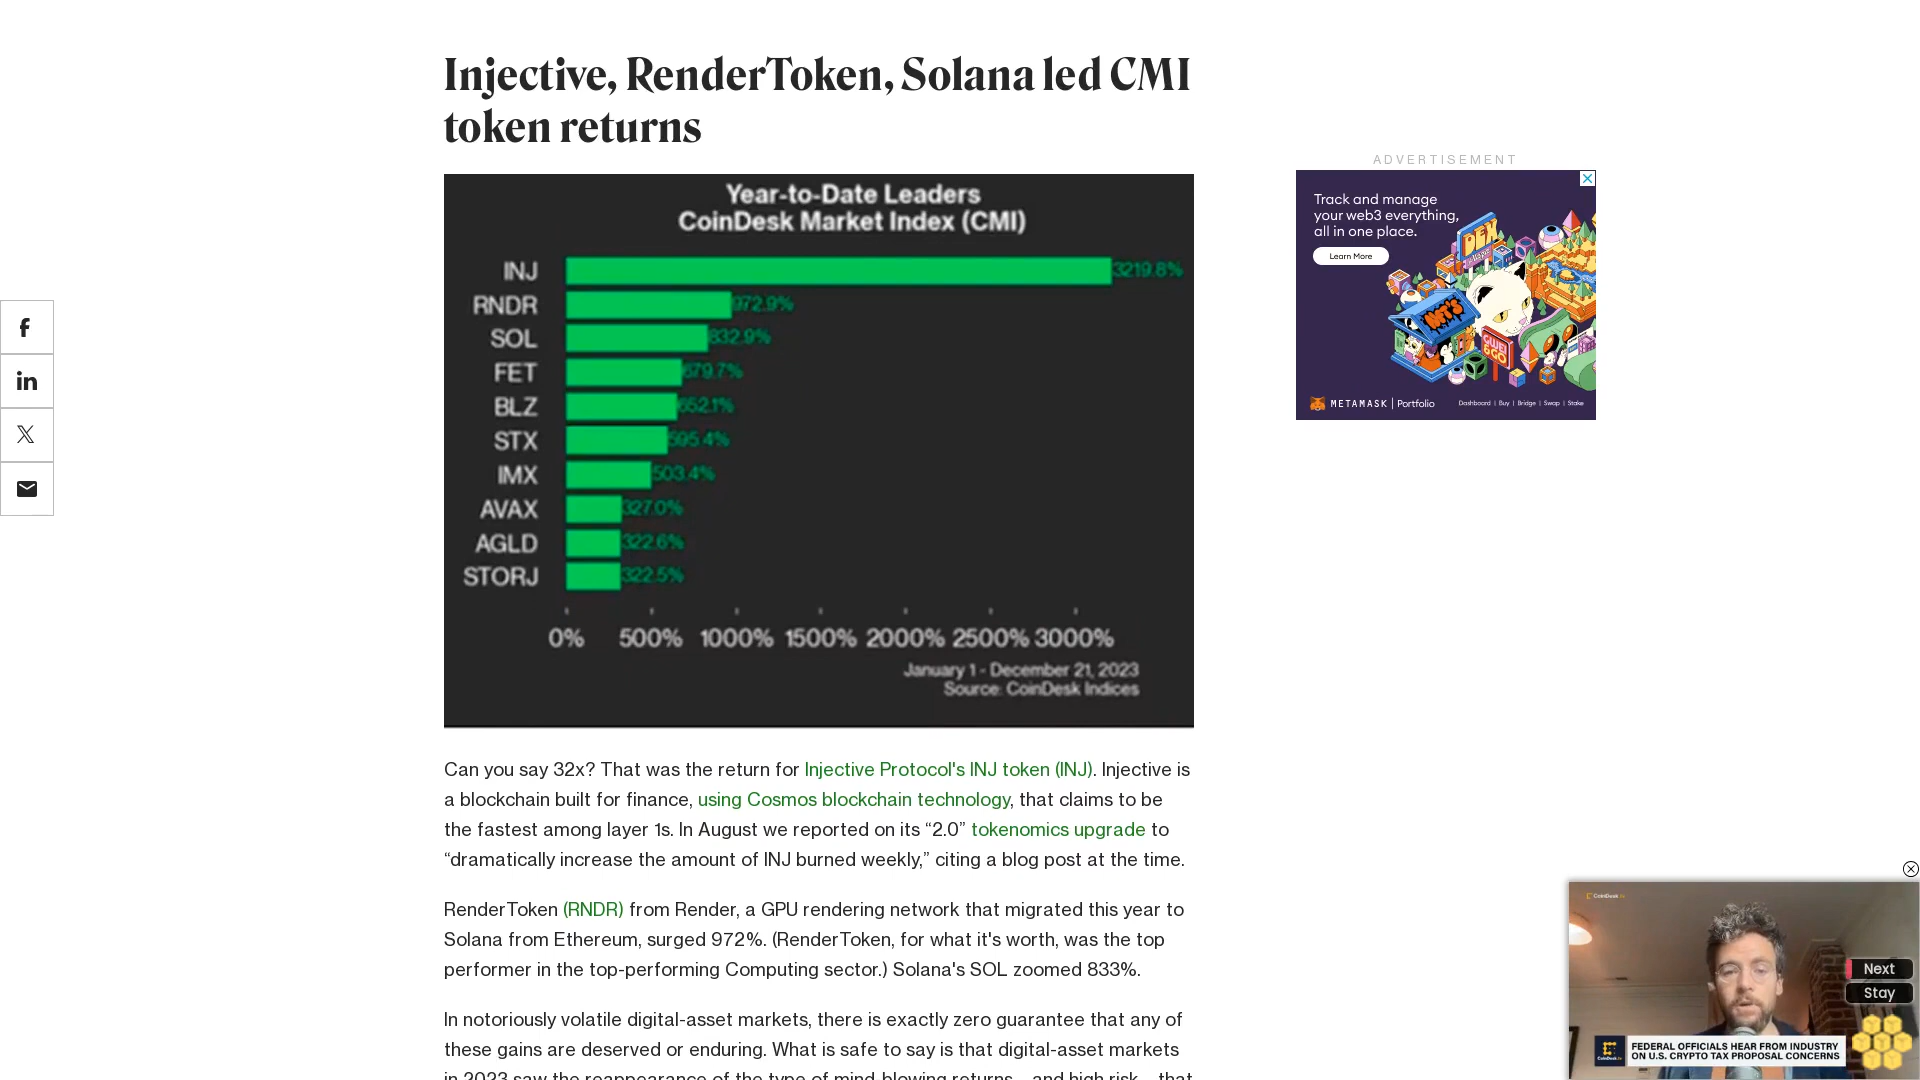 Injective, RenderToken, Solana led CMI
token returns
Year-to-Date Leaders
CoinDesk Market Index (CMI)
INJ 3219.8%
RNDR 972.9%
SOL 832.9%
FET 679.7%
BLZ 652.1%
STX 595.4%
IMX 503.4%
AVAX 327.0%
AGLD 322.6%
STORJ 322.5%
0% 500% 1000% 1500% 2000% 2500% 3000%
January 1 - December 21, 2023
Source: CoinDesk Indices
Can you say 32x? That was the return for Injective Protocol's INJ token (INJ). Injective is
a blockchain built for finance, using Cosmos blockchain technology, that claims to be
the fastest among layer 1s. In August we reported on its “2.0” tokenomics upgrade to
“dramatically increase the amount of INJ burned weekly,” citing a blog post at the time.
RenderToken (RNDR) from Render, a GPU rendering network that migrated this year to
Solana from Ethereum, surged 972%. (RenderToken, for what it's worth, was the top
performer in the top-performing Computing sector.) Solana's SOL zoomed 833%.
In notoriously volatile digital-asset markets, there is exactly zero guarantee that any of
these gains are deserved or enduring. What is safe to say is that digital-asset markets
in 2023 saw the reappearance of the type of mind-blowing returns – and high risk – that
ADVERTISEMENT
Track and manage
your web3 everything,
all in one place.
Learn More
DEX
NFT's
GWEI
& GO
METAMASK | Portfolio
Dashboard | Buy | Bridge | Swap | Stake
f
in
X
CoinDesk
Next
Stay
FEDERAL OFFICIALS HEAR FROM INDUSTRY
ON U.S. CRYPTO TAX PROPOSAL CONCERNS